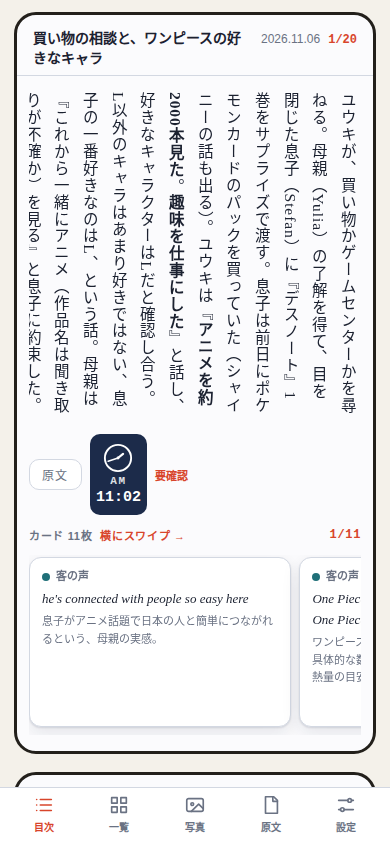 買い物の相談と、ワンピースの好
きなキャラ
2026.11.06 1/20
ユウキが、買い物かゲームセンターかを尋
ねる。母親（Yulia）の了解を得て、目を
閉じた息子（Stefan）に『デスノート』1
巻をサプライズで渡す。息子は前日にポケ
モンカードのパックを買っていた（シャイ
ニーの話も出る）。ユウキは『アニメを約
2000本見た。趣味を仕事にした』と話し、
好きなキャラクターはLだと確認し合う。
L以外のキャラはあまり好きではない、息
子の一番好きなのはL、という話。母親は
『これから一緒にアニメ（作品名は聞き取
りが不確か）を見る』と息子に約束した。
原文
AM
11:02
要確認
カード 11枚 横にスワイプ →
1/11
客の声
he's connected with people so easy here
息子がアニメ話題で日本の人と簡単につながれ
るという、母親の実感。
客の声
One Piec
One Piec
ワンピース
具体的な数
熱量の目安
目次
一覧
写真
原文
設定